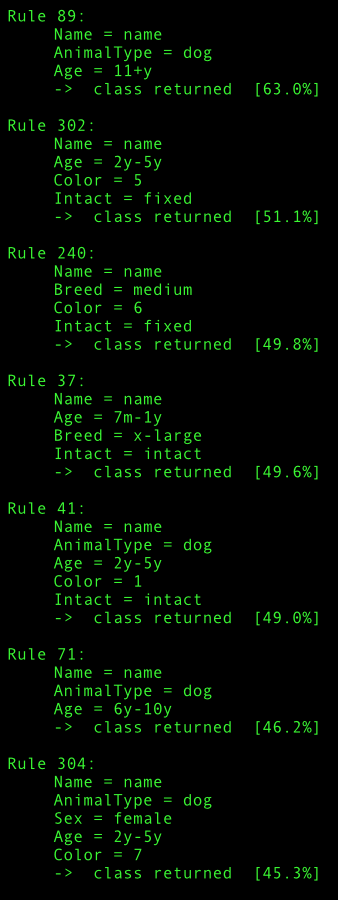 Rule 89:
Name = name
AnimalType = dog
Age = 11+y
-> class returned [63.0%]
Rule 302:
Name = name
Age = 2y-5y
Color = 5
Intact = fixed
-> class returned [51.1%]
Rule 240:
Name = name
Breed = medium
Color = 6
Intact = fixed
-> class returned [49.8%]
Rule 37:
Name = name
Age = 7m-1y
Breed = x-large
Intact = intact
-> class returned [49.6%]
Rule 41:
Name = name
AnimalType = dog
Age = 2y-5y
Color = 1
Intact = intact
-> class returned [49.0%]
Rule 71:
Name = name
AnimalType = dog
Age = 6y-10y
-> class returned [46.2%]
Rule 304:
Name = name
AnimalType = dog
Sex = female
Age = 2y-5y
Color = 7
-> class returned [45.3%]